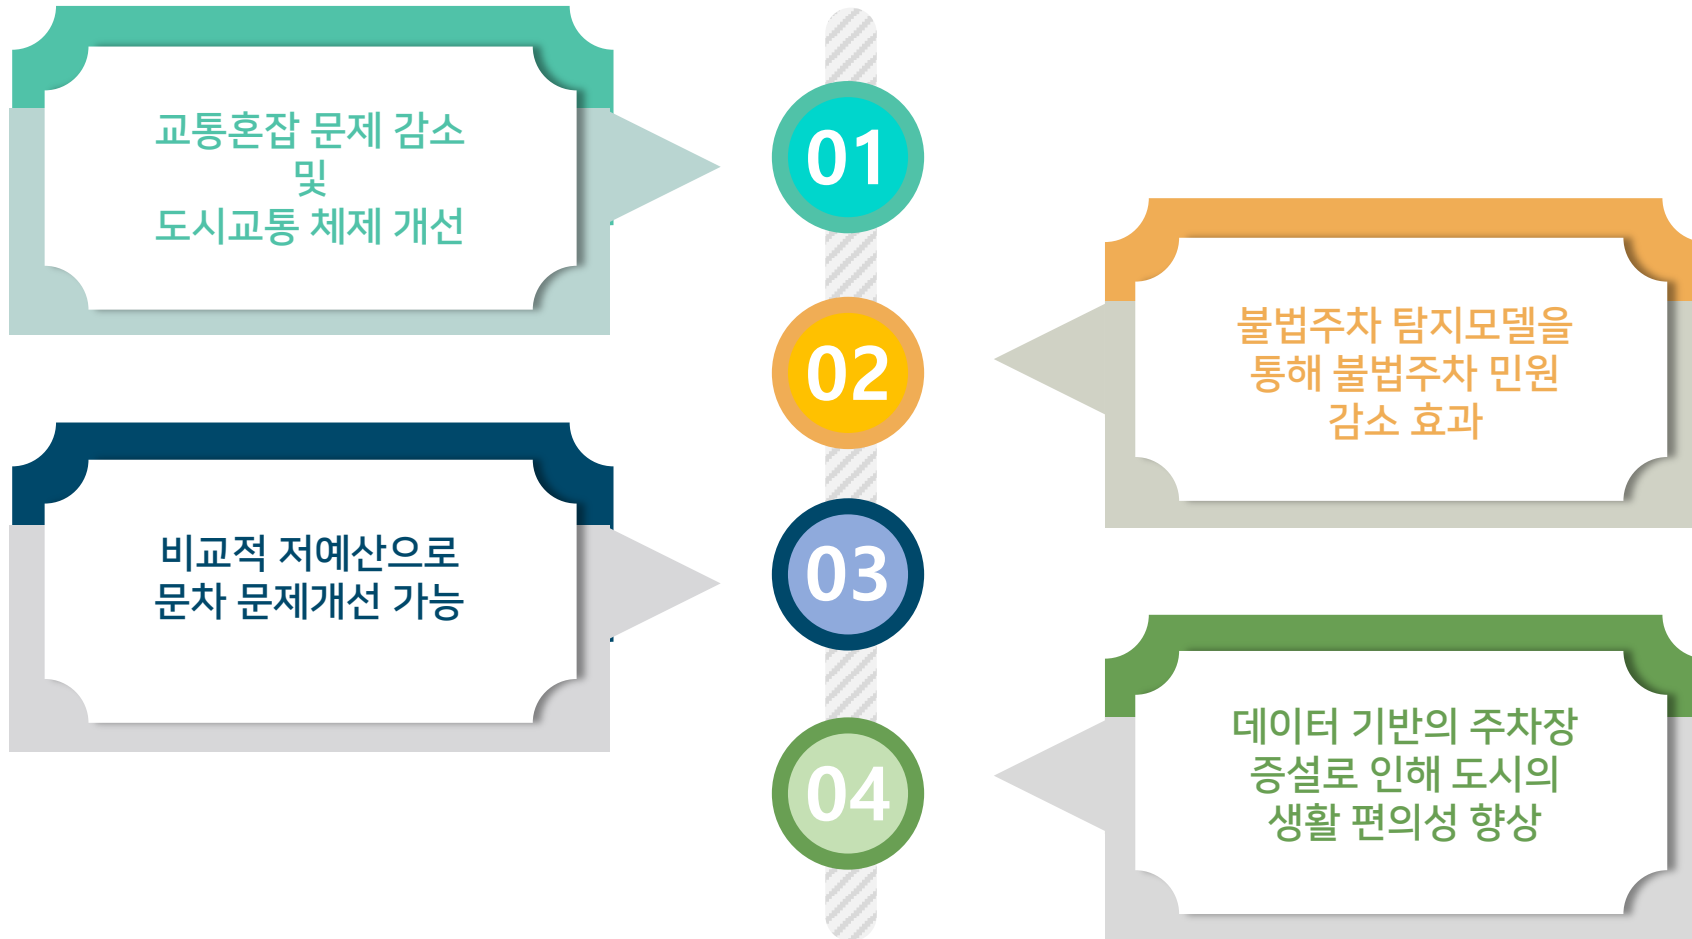 01
교통혼잡 문제 감소
및
도시교통 체제 개선
02
불법주차 탐지모델을
통해 불법주차 민원
감소 효과
03
비교적 저예산으로
문차 문제개선 가능
04
데이터 기반의 주차장
증설로 인해 도시의
생활 편의성 향상